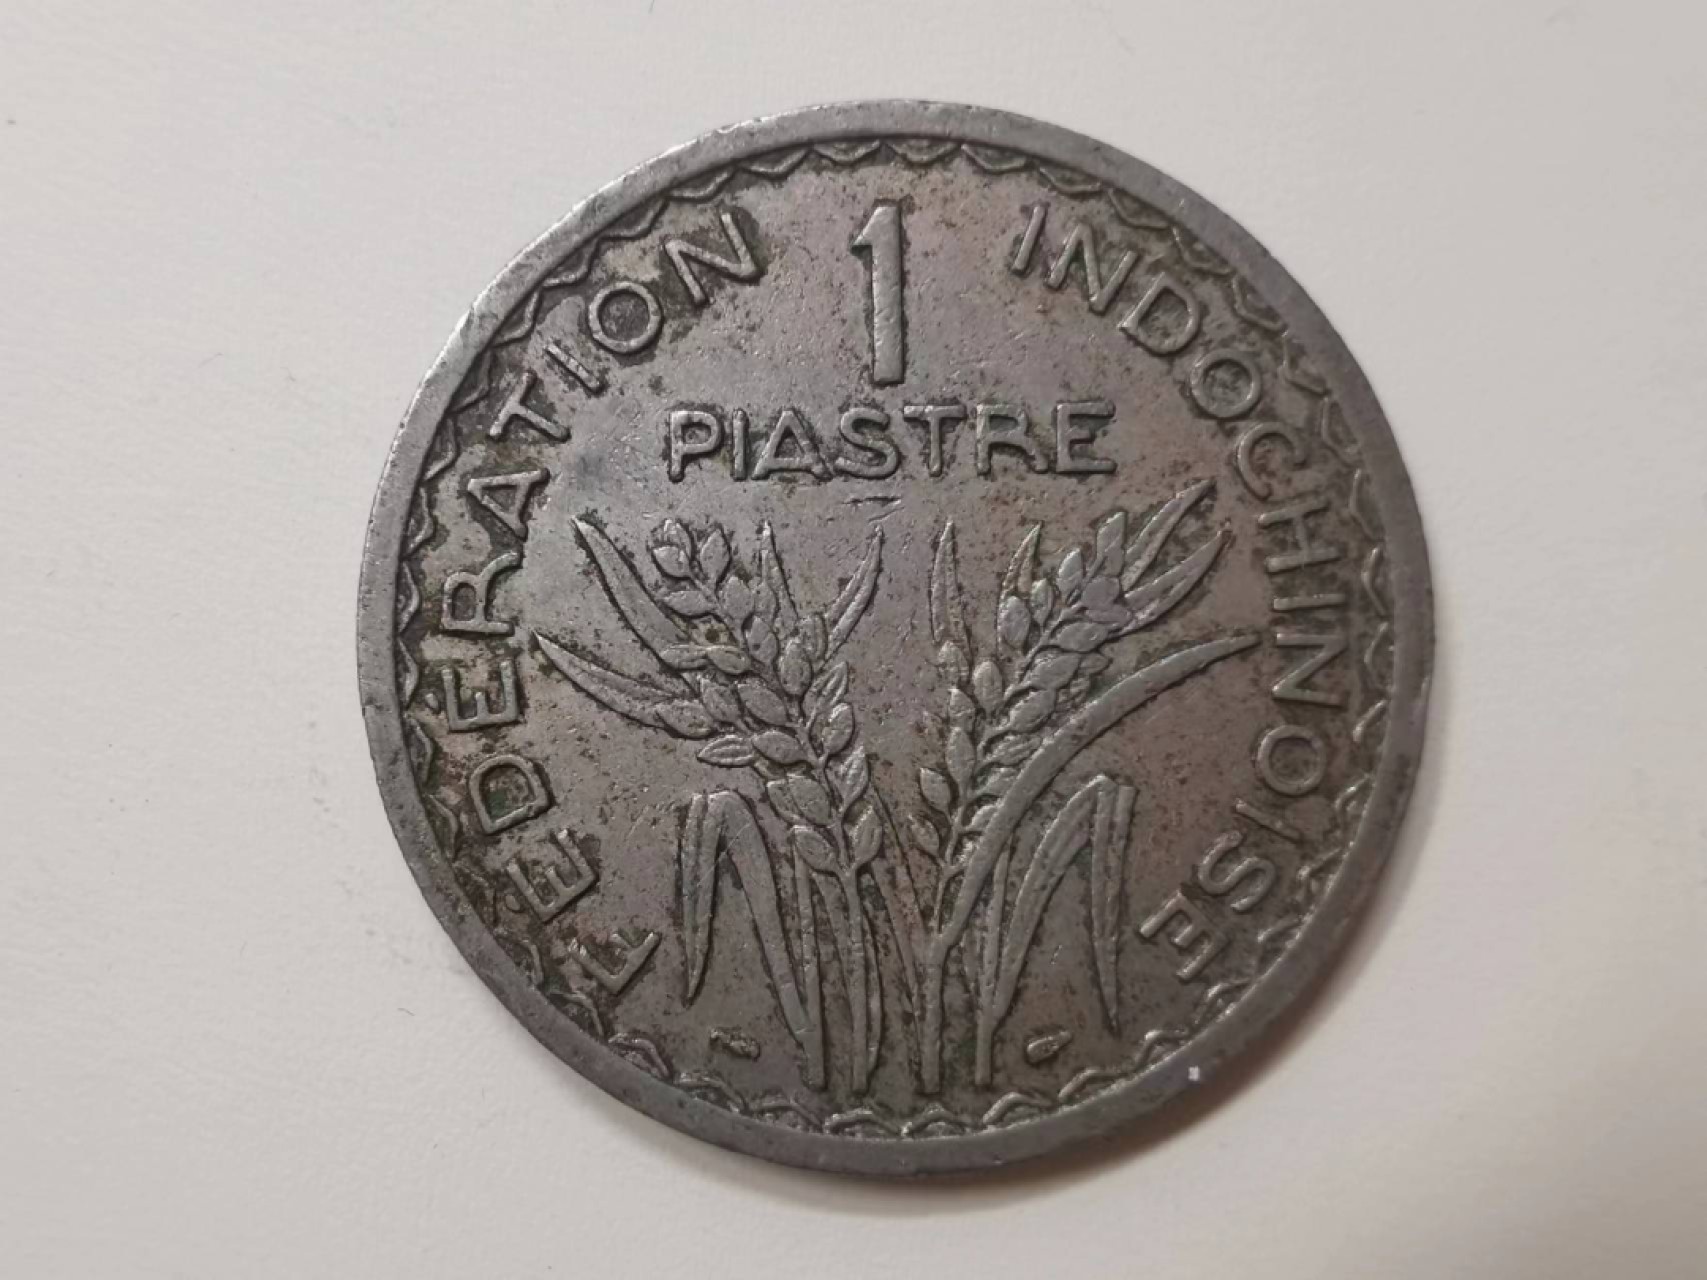 FÉDÉRATION INDOCHINOISE
1
PIASTRE